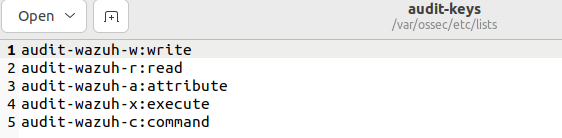 Open
audit-keys
/var/ossec/etc/lists
1 audit-wazuh-w:write
2 audit-wazuh-r:read
3 audit-wazuh-a:attribute
4 audit-wazuh-x:execute
5 audit-wazuh-c:command